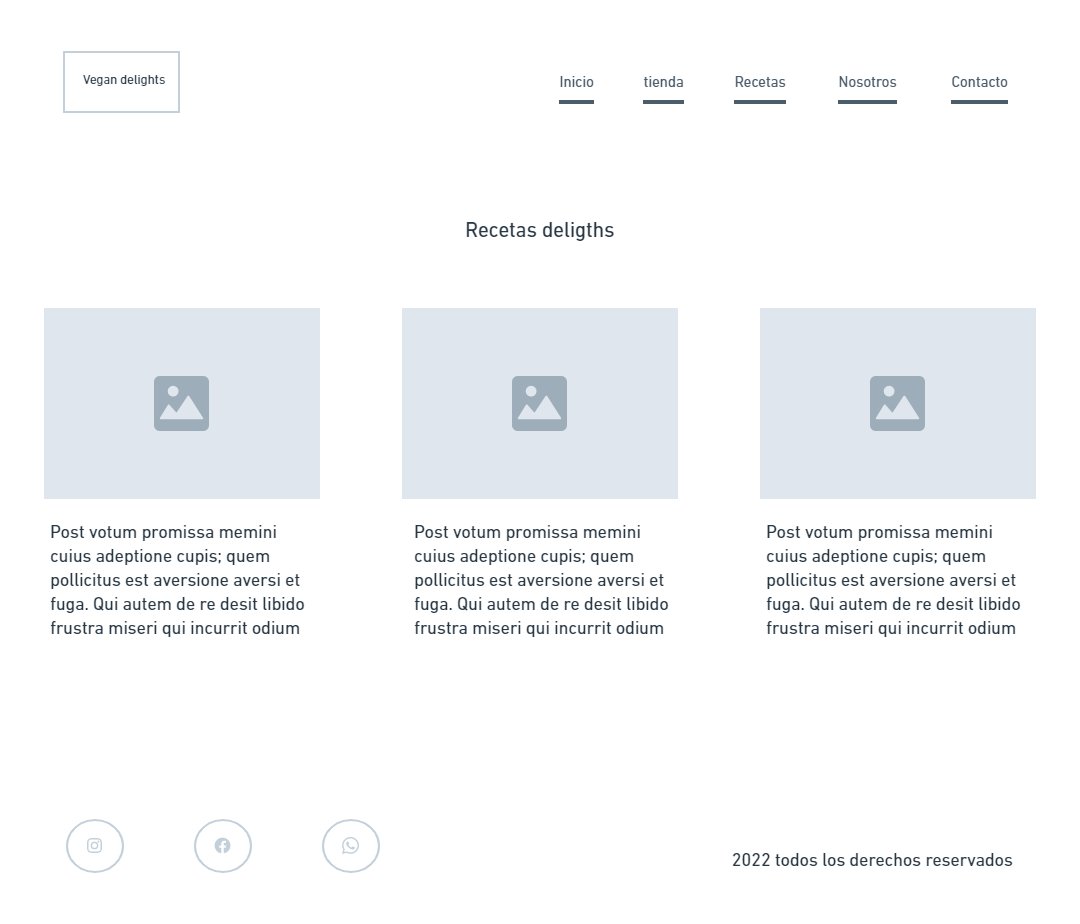 Vegan delights
Inicio tienda Recetas Nosotros Contacto
Recetas deligths
Post votum promissa memini
cuius adeptione cupis; quem
pollicitus est aversione aversi et
fuga. Qui autem de re desit libido
frustra miseri qui incurrit odium
Post votum promissa memini
cuius adeptione cupis; quem
pollicitus est aversione aversi et
fuga. Qui autem de re desit libido
frustra miseri qui incurrit odium
Post votum promissa memini
cuius adeptione cupis; quem
pollicitus est aversione aversi et
fuga. Qui autem de re desit libido
frustra miseri qui incurrit odium
2022 todos los derechos reservados